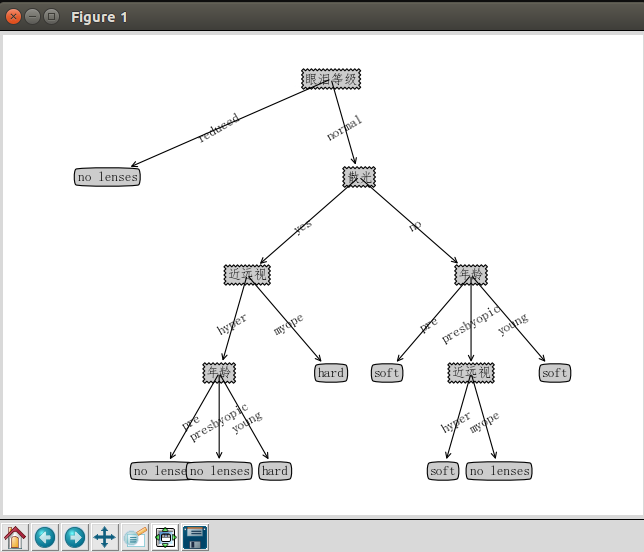 Figure 1
眼泪等级
reduced
normal
no lenses
散光
yes
no
近远视
年龄
hyper
myope
pre
presbyopic
young
年龄
hard
soft
近远视
soft
pre
presbyopic
young
hyper
myope
no lenses
no lenses
hard
soft
no lenses